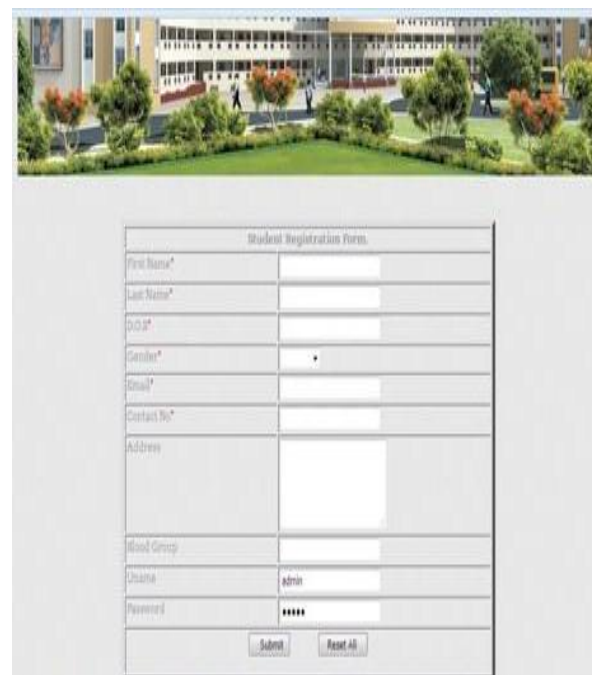 Student Registration Form.
First Name*
Last Name*
D.O.B*
Gender*
Email*
Contact No*
Address
Blood Group
Uname admin
Password •••••
Submit Reset All